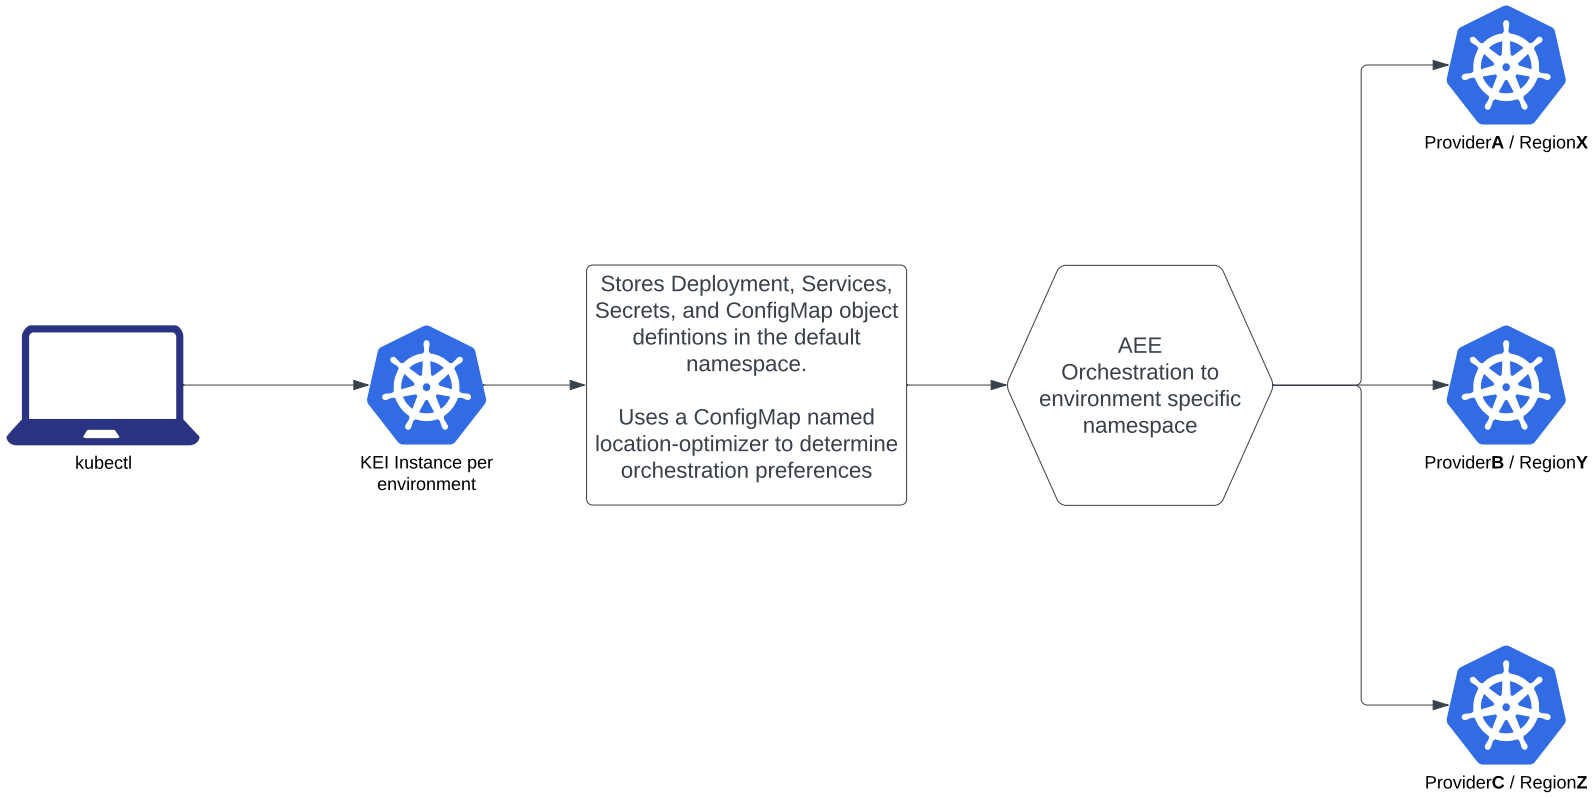 ProviderA / RegionX
Stores Deployment, Services,
Secrets, and ConfigMap object
defintions in the default
namespace.
Uses a ConfigMap named
location-optimizer to determine
orchestration preferences
AEE
Orchestration to
environment specific
namespace
kubectl
KEI Instance per
environment
ProviderB / RegionY
ProviderC / RegionZ